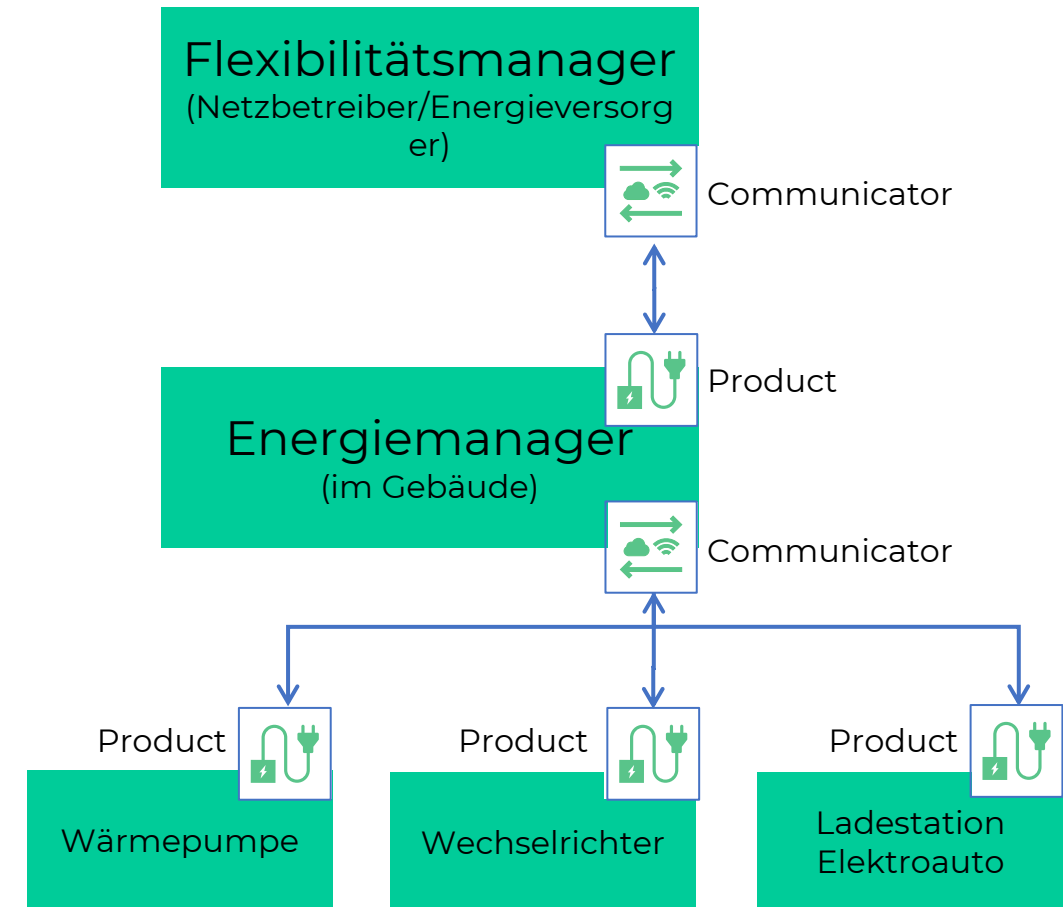 Flexibilitätsmanager
(Netzbetreiber/Energieversorg
er)
Communicator
Product
Energiemanager
(im Gebäude)
Communicator
Product
Product
Product
Wärmepumpe
Wechselrichter
Ladestation
Elektroauto